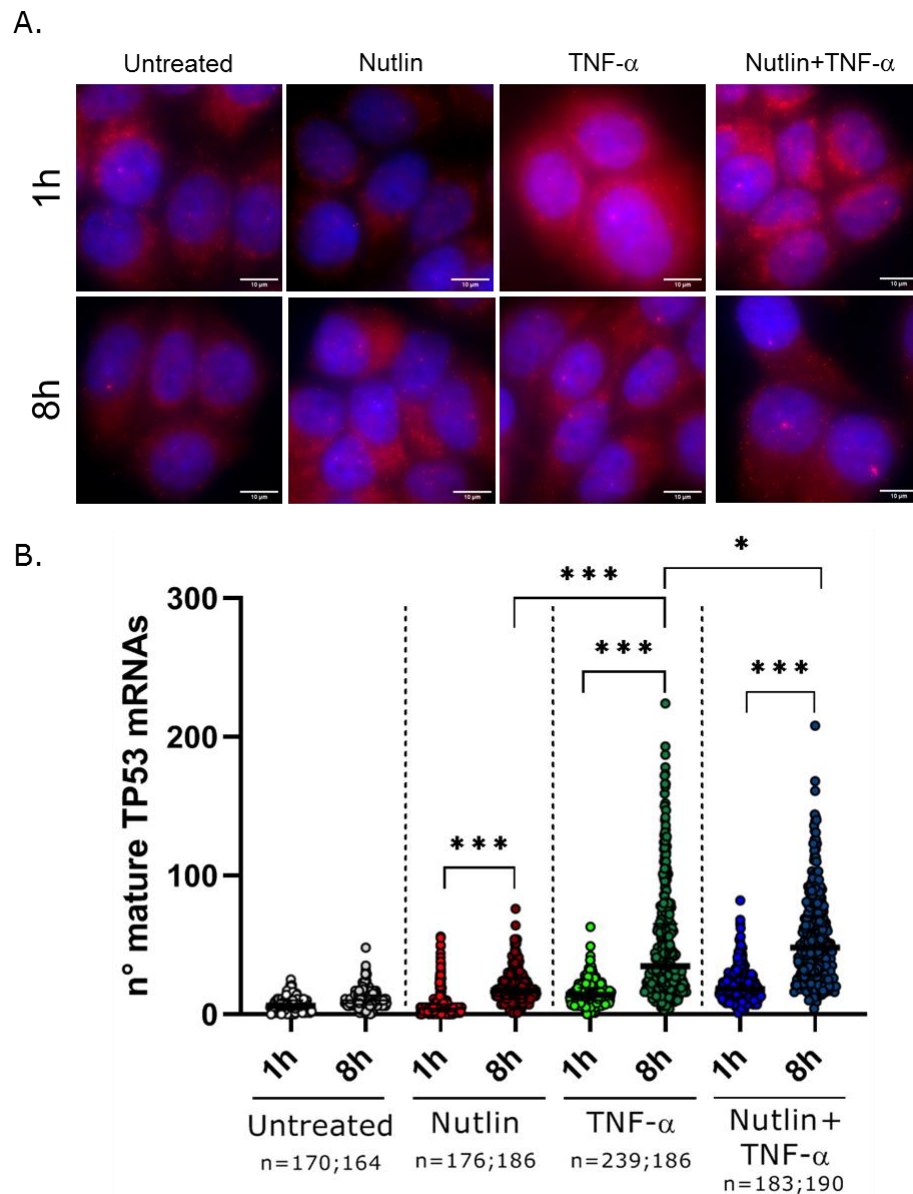 A.
Untreated Nutlin TNF-α Nutlin+TNF-α
1h
10 µm 10 µm 10 µm 10 µm
8h
10 µm 10 µm 10 µm 10 µm
B.
*
***
300
***
***
200
n° mature TP53 mRNAs
***
100
0
1h 8h 1h 8h 1h 8h 1h 8h
Untreated Nutlin TNF-α Nutlin+
TNF-α
n=170;164 n=176;186 n=239;186
n=183;190